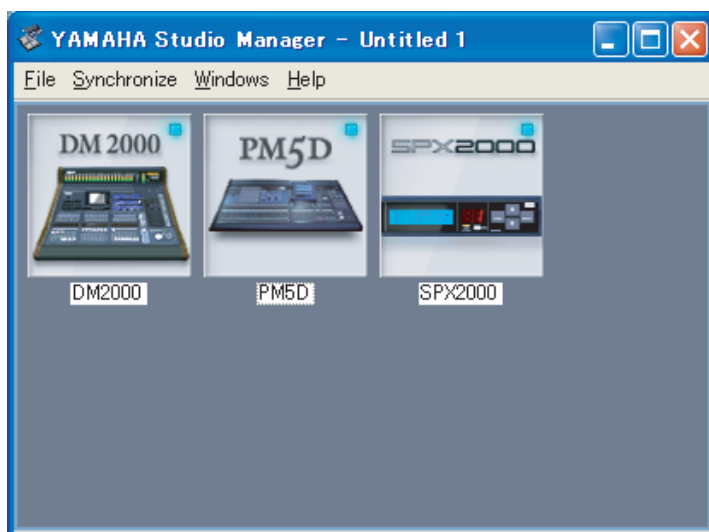 YAMAHA Studio Manager - Untitled 1
File Synchronize Windows Help
DM 2000 PM5D SPX2000
DM2000 PM5D SPX2000